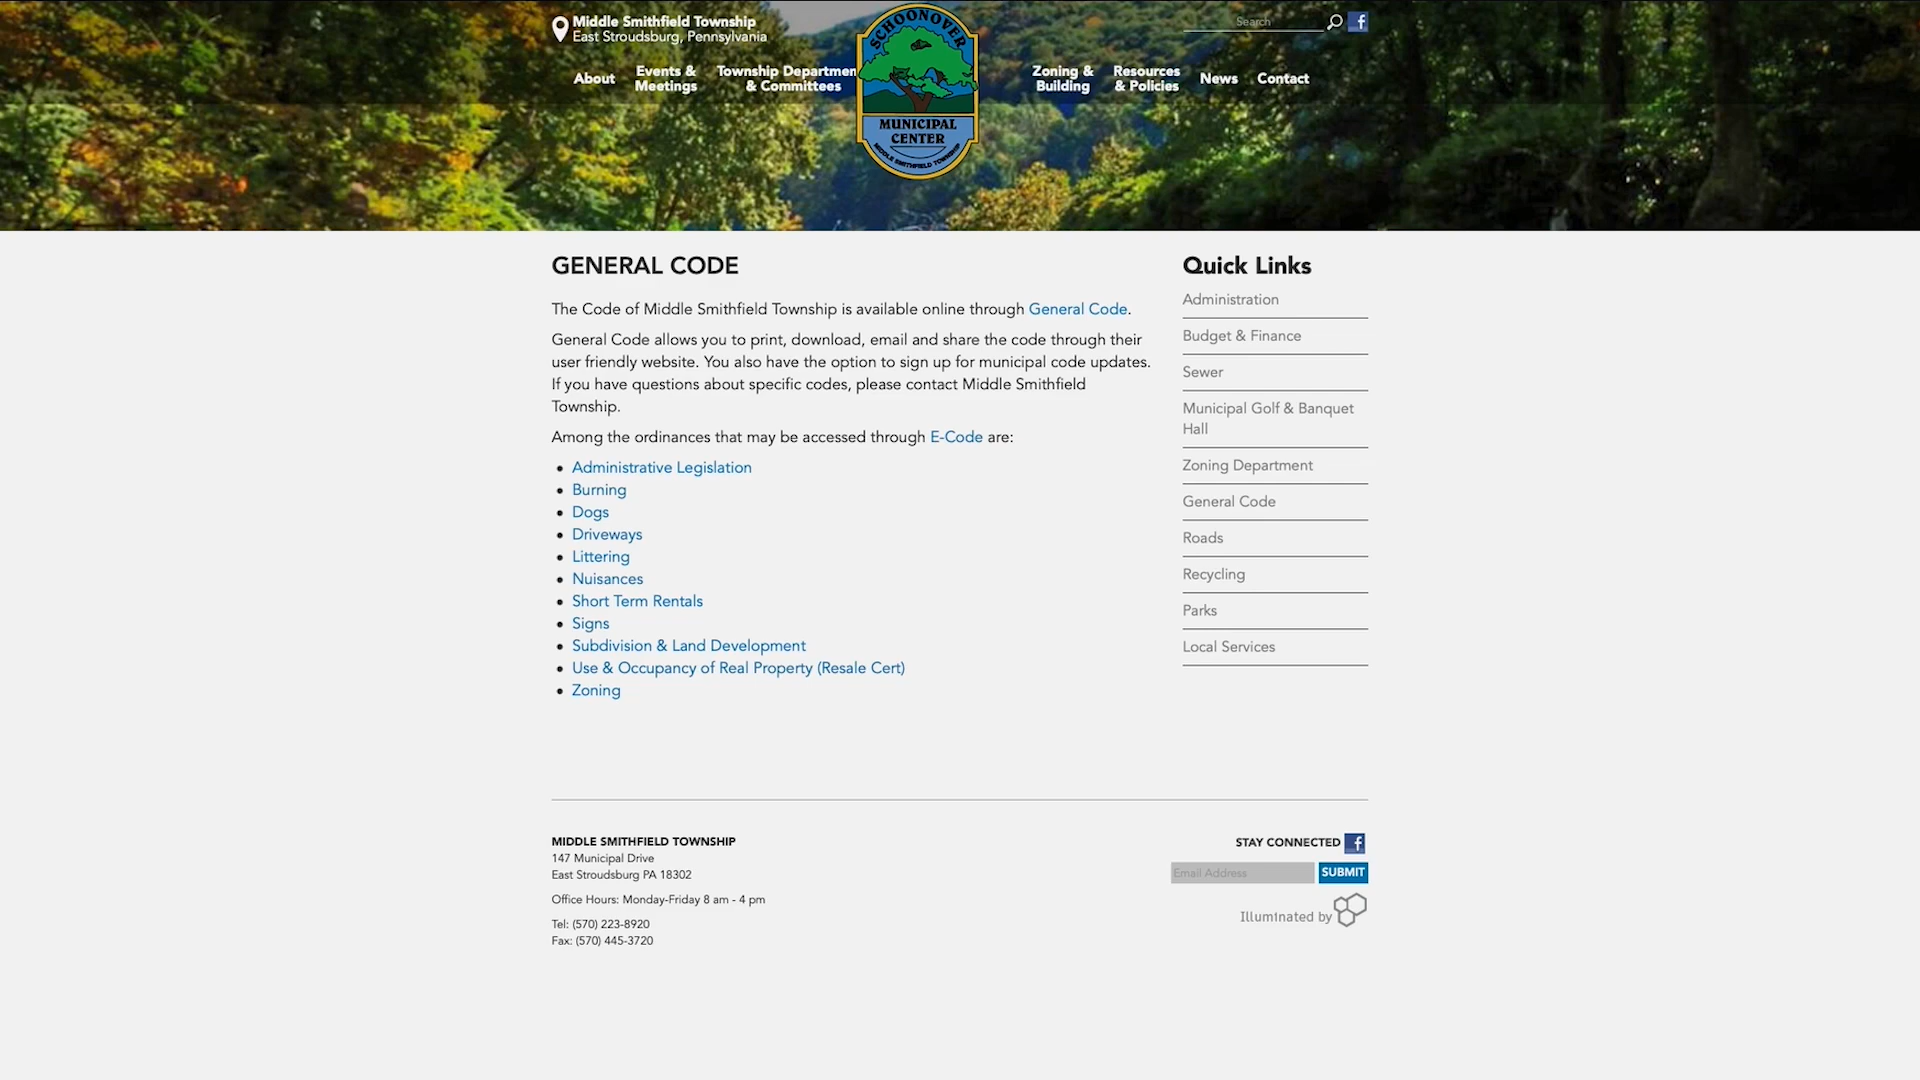 Middle Smithfield Township
East Stroudsburg, Pennsylvania
Search
About
Events &
Meetings
Township Departmen
& Committees
SCHOONOVER
MUNICIPAL
CENTER
MIDDLE SMITHFIELD TOWNSHIP
Zoning &
Building
Resources
& Policies
News
Contact
GENERAL CODE
The Code of Middle Smithfield Township is available online through General Code.
General Code allows you to print, download, email and share the code through their
user friendly website. You also have the option to sign up for municipal code updates.
If you have questions about specific codes, please contact Middle Smithfield
Township.
Among the ordinances that may be accessed through E-Code are:
Administrative Legislation
Burning
Dogs
Driveways
Littering
Nuisances
Short Term Rentals
Signs
Subdivision & Land Development
Use & Occupancy of Real Property (Resale Cert)
Zoning
Quick Links
Administration
Budget & Finance
Sewer
Municipal Golf & Banquet
Hall
Zoning Department
General Code
Roads
Recycling
Parks
Local Services
MIDDLE SMITHFIELD TOWNSHIP
147 Municipal Drive
East Stroudsburg PA 18302
Office Hours: Monday-Friday 8 am - 4 pm
Tel: (570) 223-8920
Fax: (570) 445-3720
STAY CONNECTED
Email Address
SUBMIT
Illuminated by